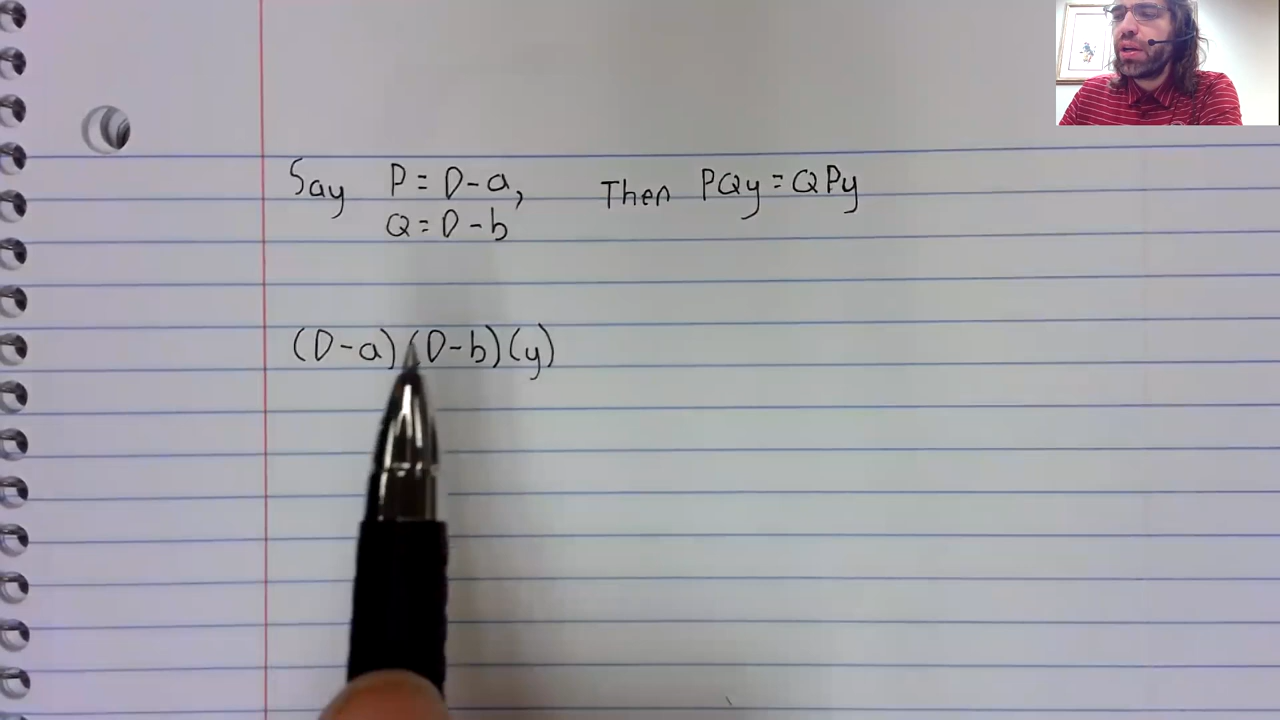 Say P = D - a, Then PQy = QPy
Q = D - b
(D-a)(D-b)(y)